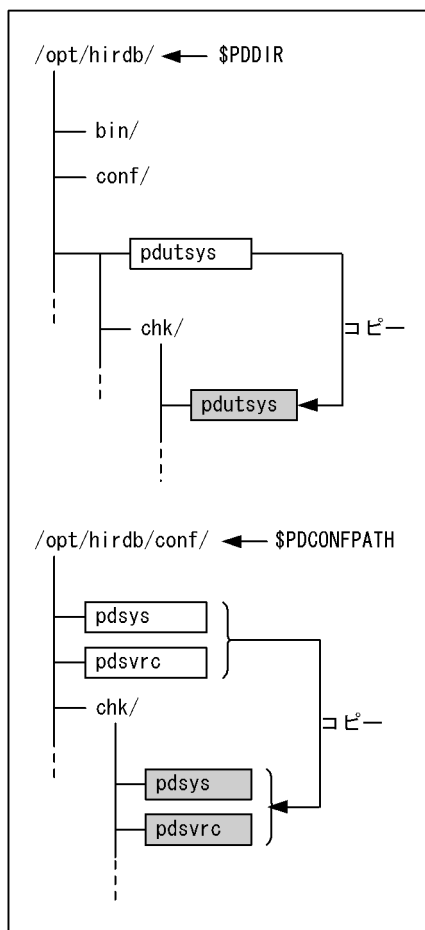 /opt/hirdb/ $PDDIR
bin/
conf/
pdutsys
chk/
コピー
pdutsys
/opt/hirdb/conf/ $PDCONFPATH
pdsys
pdsvrc
chk/
コピー
pdsys
pdsvrc